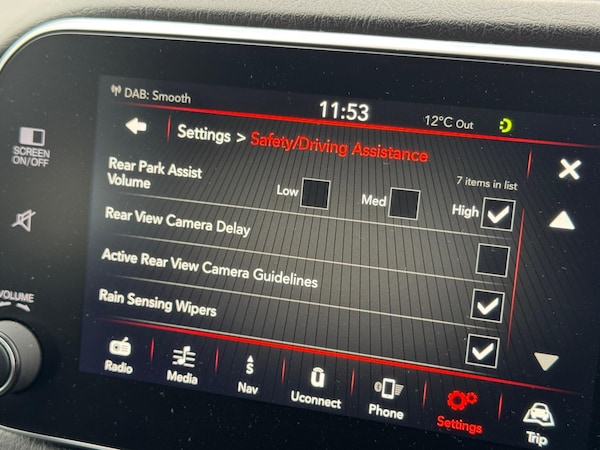 DAB: Smooth
11:53
12°C Out
SCREEN
ON/OFF
Settings > Safety/Driving Assistance
7 items in list
Rear Park Assist
Volume
Low
Med
High
Rear View Camera Delay
Active Rear View Camera Guidelines
Rain Sensing Wipers
VOLUME
Radio
Media
S
Nav
Uconnect
Phone
Settings
Trip